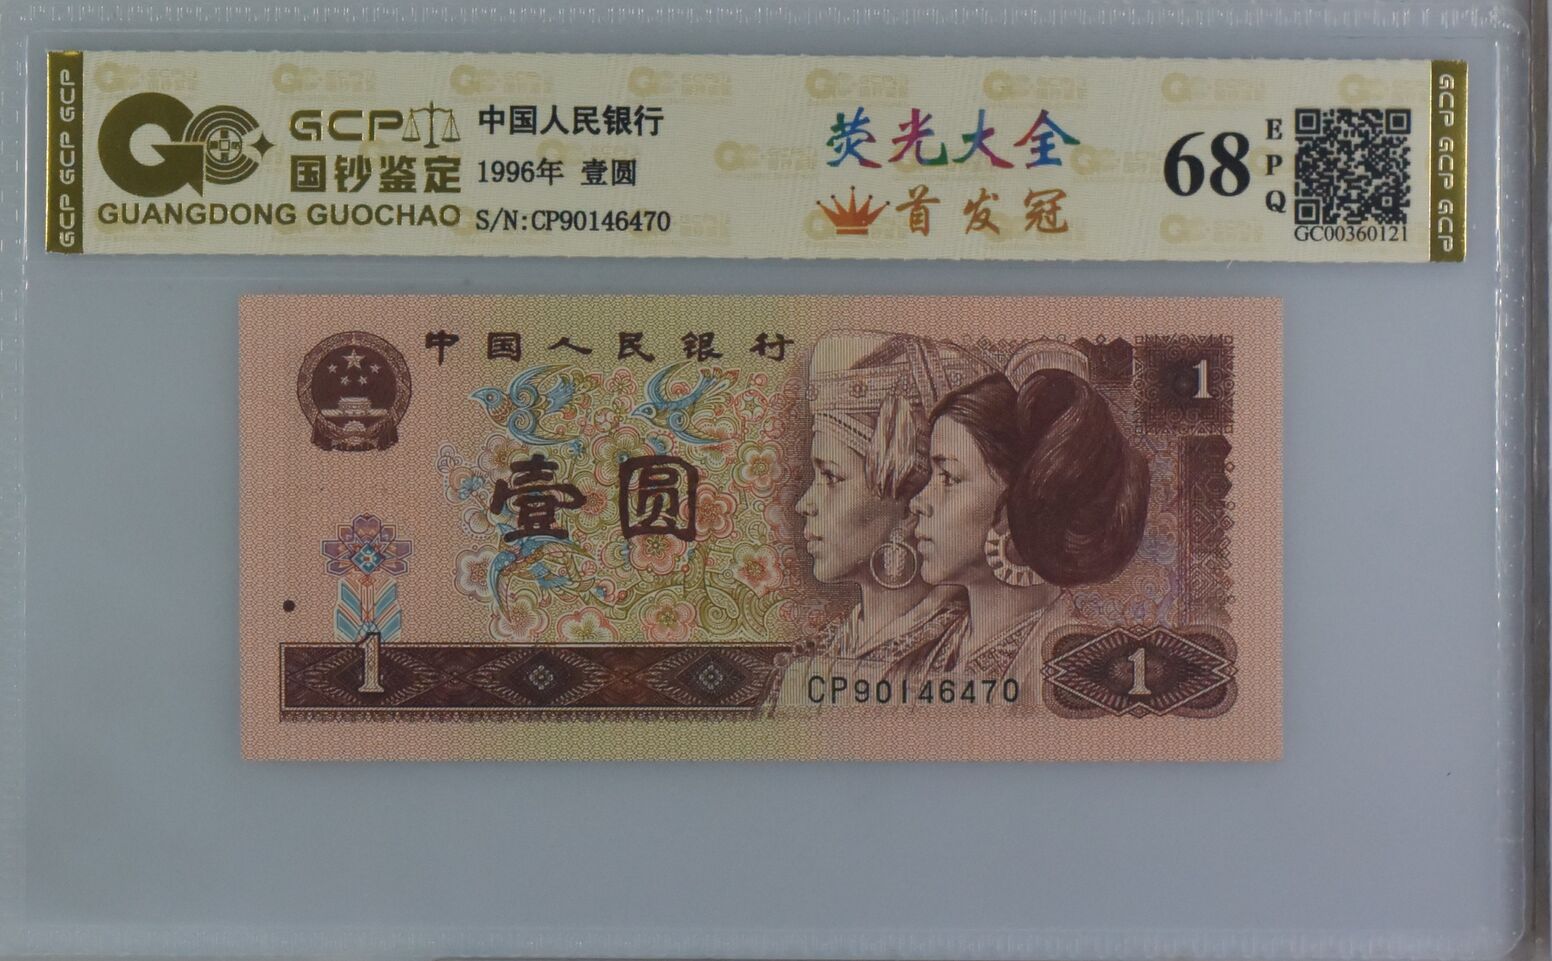 GCP GCP GCP
GCP
国钞鉴定
GUANGDONG GUOCHAO
中国人民银行
1996年 壹圆
S/N:CP90146470
荧光大全
首发冠
68
EPQ
GC00360121
GCP GCP GCP
中国人民银行
1
壹圆
1
CP90146470
1